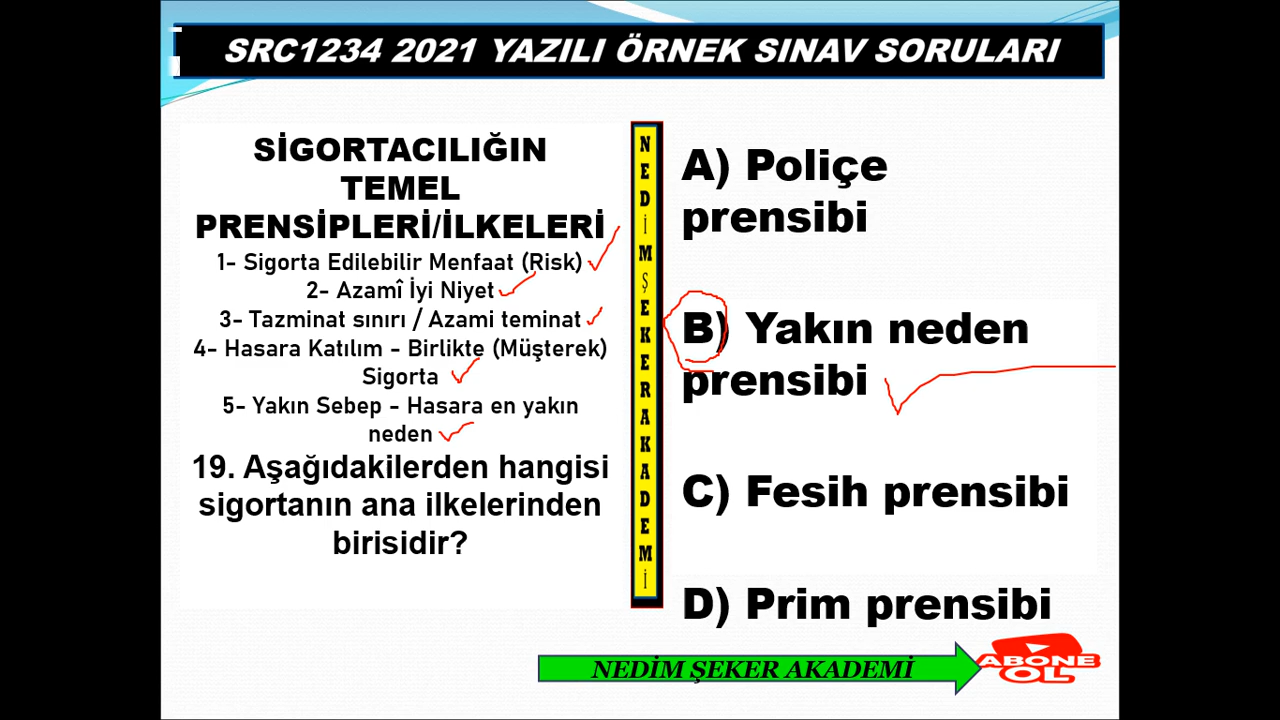 SRC1234 2021 YAZILI ÖRNEK SINAV SORULARI
SİGORTACILIĞIN
TEMEL
PRENSİPLERİ/İLKELERİ
1- Sigorta Edilebilir Menfaat (Risk)
2- Azamî İyi Niyet
3- Tazminat sınırı / Azami teminat
4- Hasara Katılım - Birlikte (Müşterek)
Sigorta
5- Yakın Sebep - Hasara en yakın
neden
19. Aşağıdakilerden hangisi
sigortanın ana ilkelerinden
birisidir?
NEDİM ŞEKER AKADEMİ
A) Poliçe
prensibi
B) Yakın neden
prensibi
C) Fesih prensibi
D) Prim prensibi
NEDİM ŞEKER AKADEMİ
ABONE
OL